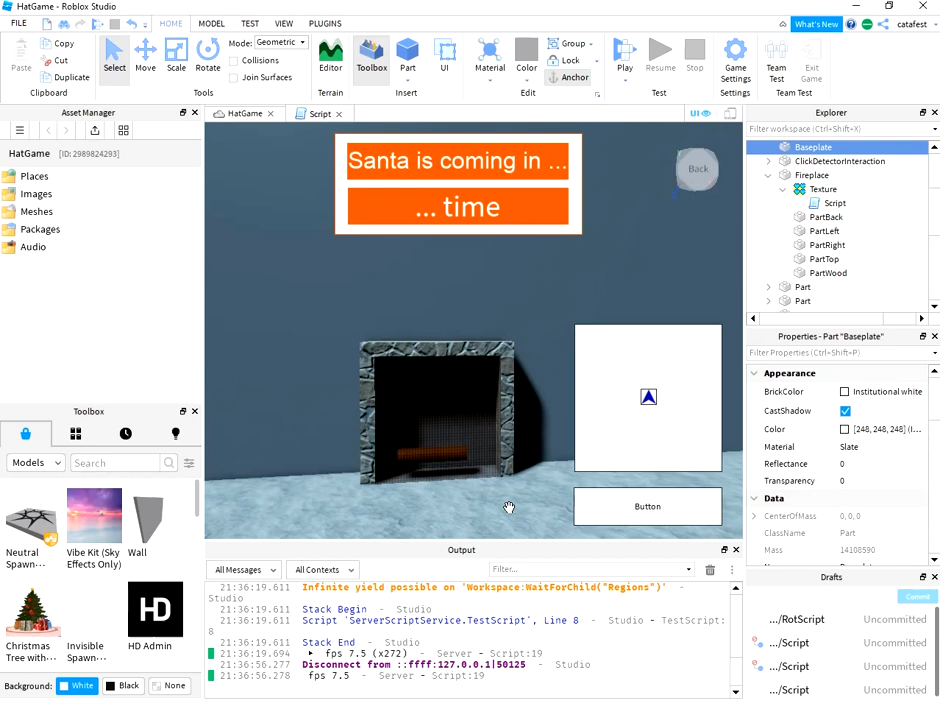 HatGame - Roblox Studio
FILE
HOME
MODEL
TEST
VIEW
PLUGINS
What's New
catafest
Paste
Copy
Cut
Duplicate
Clipboard
Select
Move
Scale
Rotate
Mode: Geometric
Collisions
Join Surfaces
Tools
Editor
Terrain
Toolbox
Part
UI
Insert
Material
Color
Group
Lock
Anchor
Edit
Play
Resume
Stop
Test
Game Settings
Settings
Team Test
Exit Game
Team Test
Asset Manager
HatGame [ID: 2989824293]
Places
Images
Meshes
Packages
Audio
Toolbox
Models
Search
Neutral Spawn...
Vibe Kit (Sky Effects Only)
Wall
Christmas Tree with...
Invisible Spawn...
HD
HD Admin
Background:
White
Black
None
HatGame
Script
UI
Santa is coming in ...
... time
Back
Button
Output
All Messages
All Contexts
Filter...
21:36:19.611 Infinite yield possible on 'Workspace:WaitForChild("Regions")' -
Studio
21:36:19.611 Stack Begin - Studio
21:36:19.611 Script 'ServerScriptService.TestScript', Line 8 - Studio - TestScript:
8
21:36:19.611 Stack End - Studio
21:36:19.694 fps 7.5 (x272) - Server - Script:19
21:36:56.277 Disconnect from ::ffff:127.0.0.1|50125 - Studio
21:36:56.278 fps 7.5 - Server - Script:19
Explorer
Filter workspace (Ctrl+Shift+X)
Baseplate
ClickDetectorInteraction
Fireplace
Texture
Script
PartBack
PartLeft
PartRight
PartTop
PartWood
Part
Part
Properties - Part "Baseplate"
Filter Properties (Ctrl+Shift+P)
Appearance
BrickColor Institutional white
CastShadow
Color [248, 248, 248] (I...
Material Slate
Reflectance 0
Transparency 0
Data
CenterOfMass 0, 0, 0
ClassName Part
Mass 14108590
Drafts
Commit
.../RotScript Uncommitted
.../Script Uncommitted
.../Script Uncommitted
.../Script Uncommitted